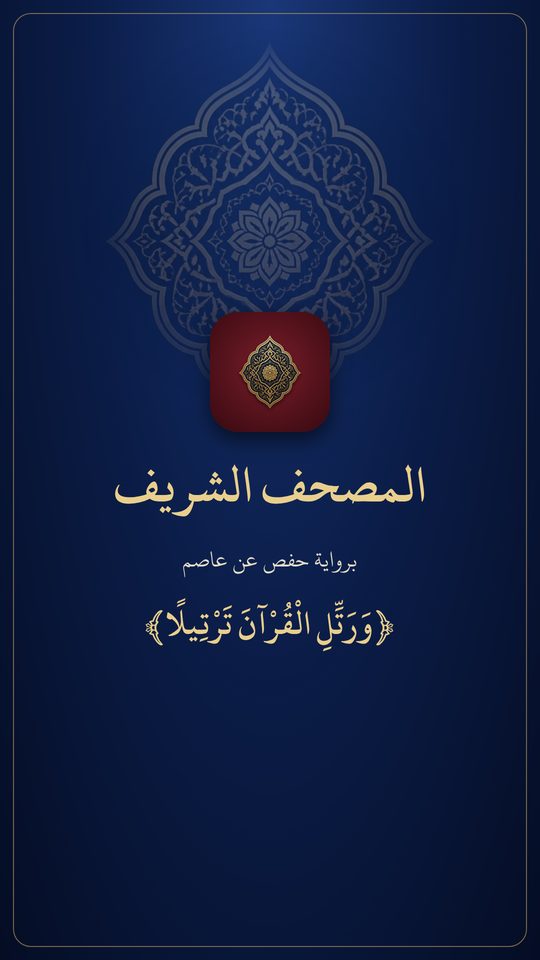 المصحف الشريف
برواية حفص عن عاصم
﴿وَرَتِّلِ الْقُرْآنَ تَرْتِيلًا﴾